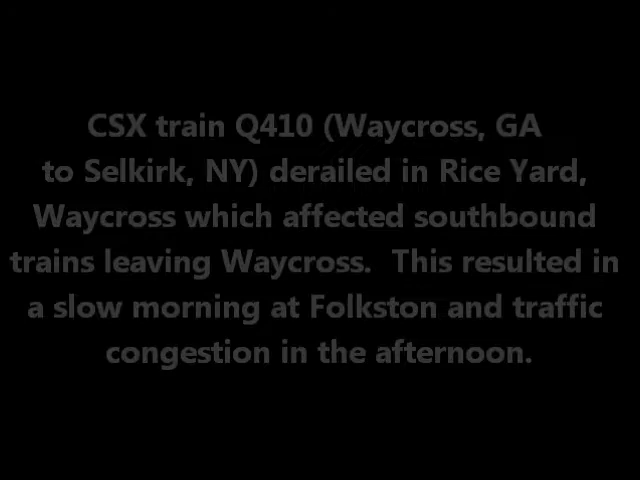 CSX train Q410 (Waycross, GA
to Selkirk, NY) derailed in Rice Yard,
Waycross which affected southbound
trains leaving Waycross.  This resulted in
a slow morning at Folkston and traffic
congestion in the afternoon.